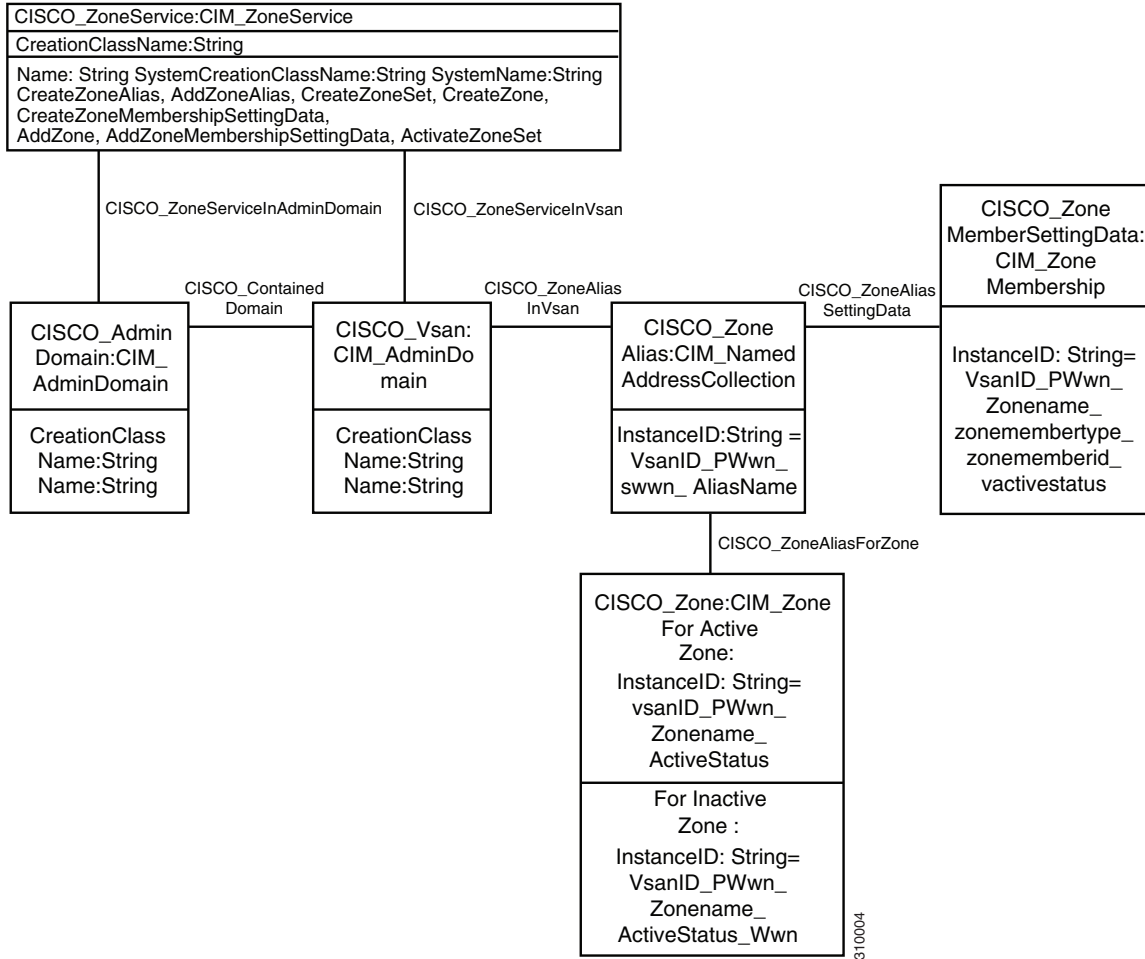 CISCO_ZoneService:CIM_ZoneService
CreationClassName:String
Name: String SystemCreationClassName:String SystemName:String
CreateZoneAlias, AddZoneAlias, CreateZoneSet, CreateZone,
CreateZoneMembershipSettingData,
AddZone, AddZoneMembershipSettingData, ActivateZoneSet
CISCO_ZoneServiceInAdminDomain
CISCO_ZoneServiceInVsan
CISCO_Admin
Domain:CIM_
AdminDomain
CreationClass
Name:String
Name:String
CISCO_Contained
Domain
CISCO_Vsan:
CIM_AdminDo
main
CreationClass
Name:String
Name:String
CISCO_ZoneAlias
InVsan
CISCO_Zone
Alias:CIM_Named
AddressCollection
InstanceID:String =
VsanID_PWwn_
swwn_ AliasName
CISCO_ZoneAlias
SettingData
CISCO_Zone
MemberSettingData:
CIM_Zone
Membership
InstanceID: String=
VsanID_PWwn_
Zonename_
zonemembertype_
zonememberid_
vactivestatus
CISCO_ZoneAliasForZone
CISCO_Zone:CIM_Zone
For Active
Zone:
InstanceID: String=
vsanID_PWwn_
Zonename_
ActiveStatus
For Inactive
Zone :
InstanceID: String=
VsanID_PWwn_
Zonename_
ActiveStatus_Wwn
310004